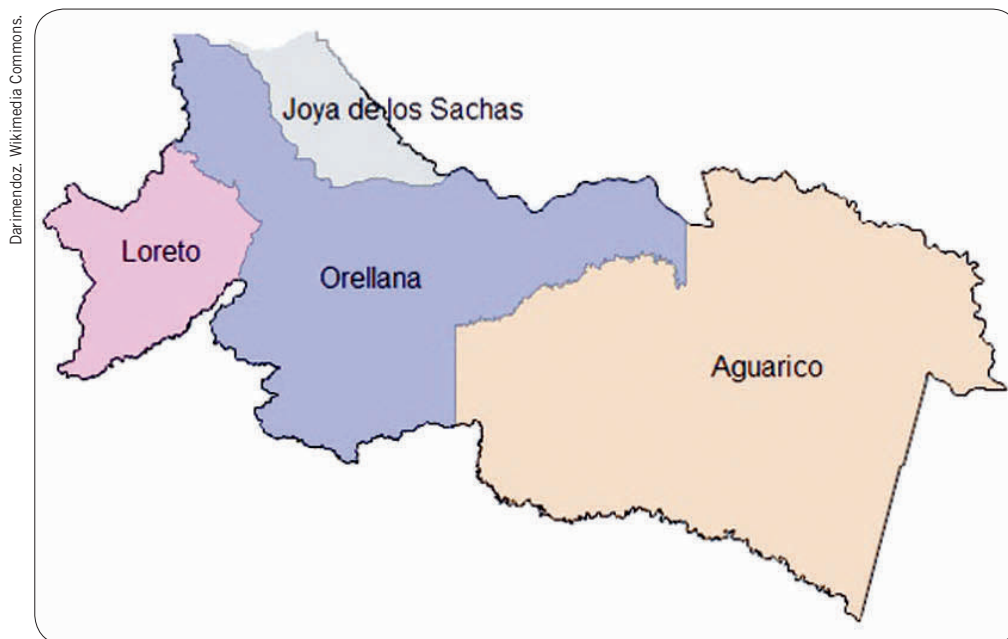 Darimendoz. Wikimedia Commons.
Joya de los Sachas
Loreto
Orellana
Aguarico